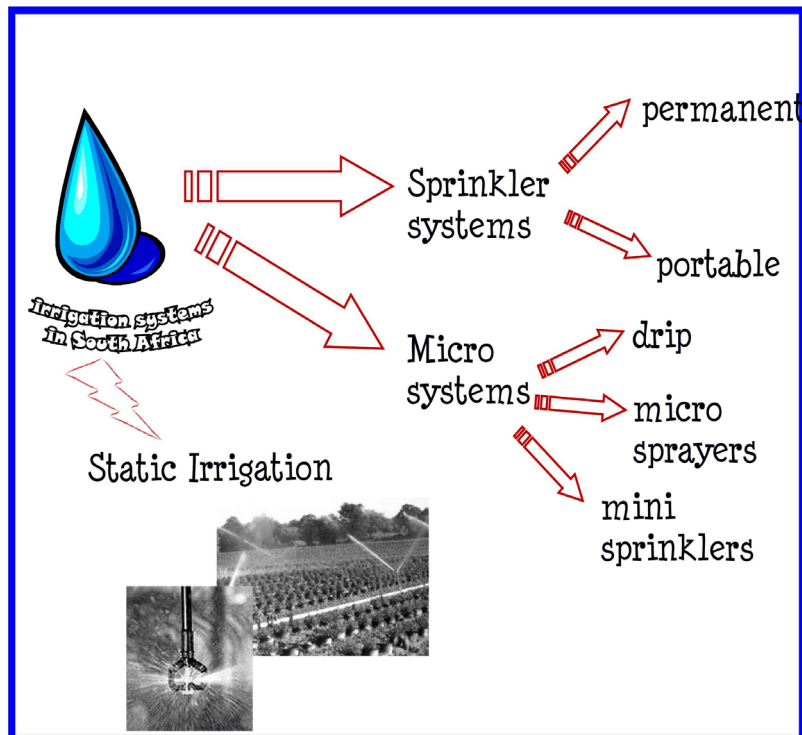 irrigation systems
in South Africa
Static Irrigation
Sprinkler
systems
permanent
portable
Micro
systems
drip
micro
sprayers
mini
sprinklers